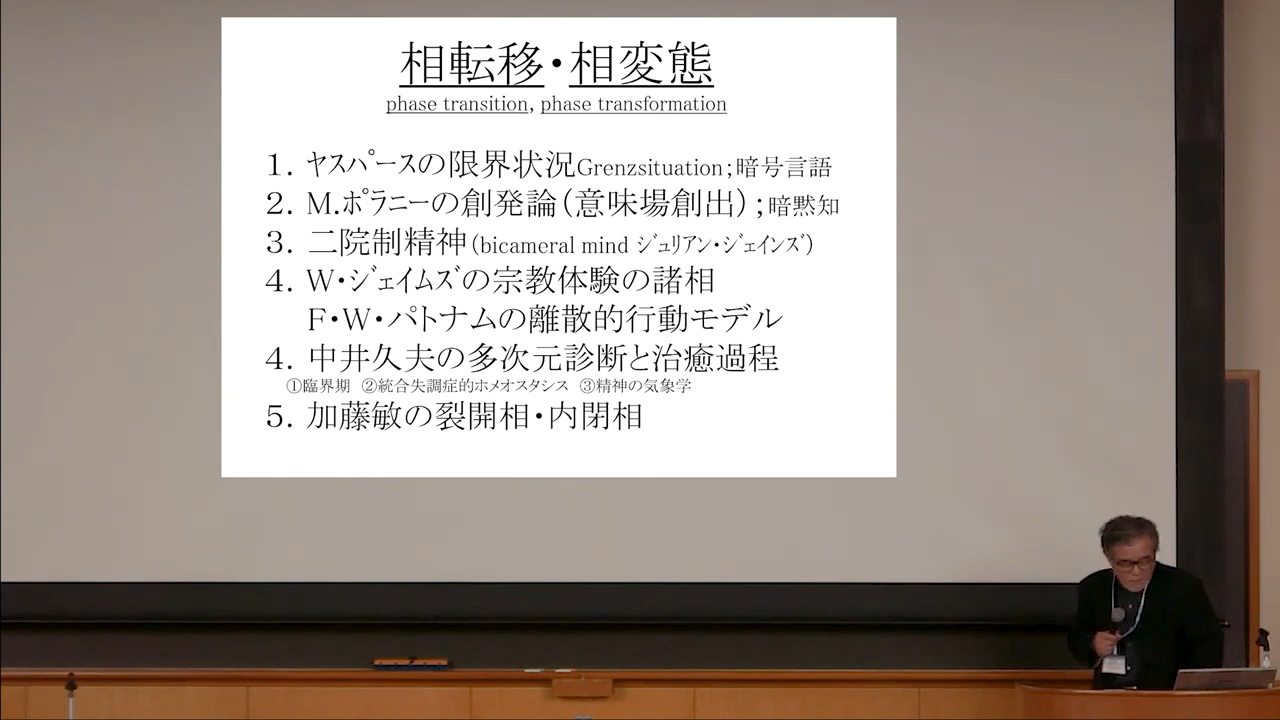 相転移・相変態
phase transition, phase transformation
1. ﾔｽﾊﾟｰｽの限界状況Grenzsituation;暗号言語
2. M.ﾎﾟﾗﾆｰの創発論(意味場創出);暗黙知
3. 二院制精神(bicameral mind ｼﾞｭﾘｱﾝ・ｼﾞｪｲﾝｽﾞ)
4. W・ｼﾞｪｲﾑｽﾞの宗教体験の諸相
F・W・パトナムの離散的行動モデル
4. 中井久夫の多次元診断と治癒過程
①臨界期 ②統合失調症的ホメオスタシス ③精神の気象学
5. 加藤敏の裂開相・内閉相